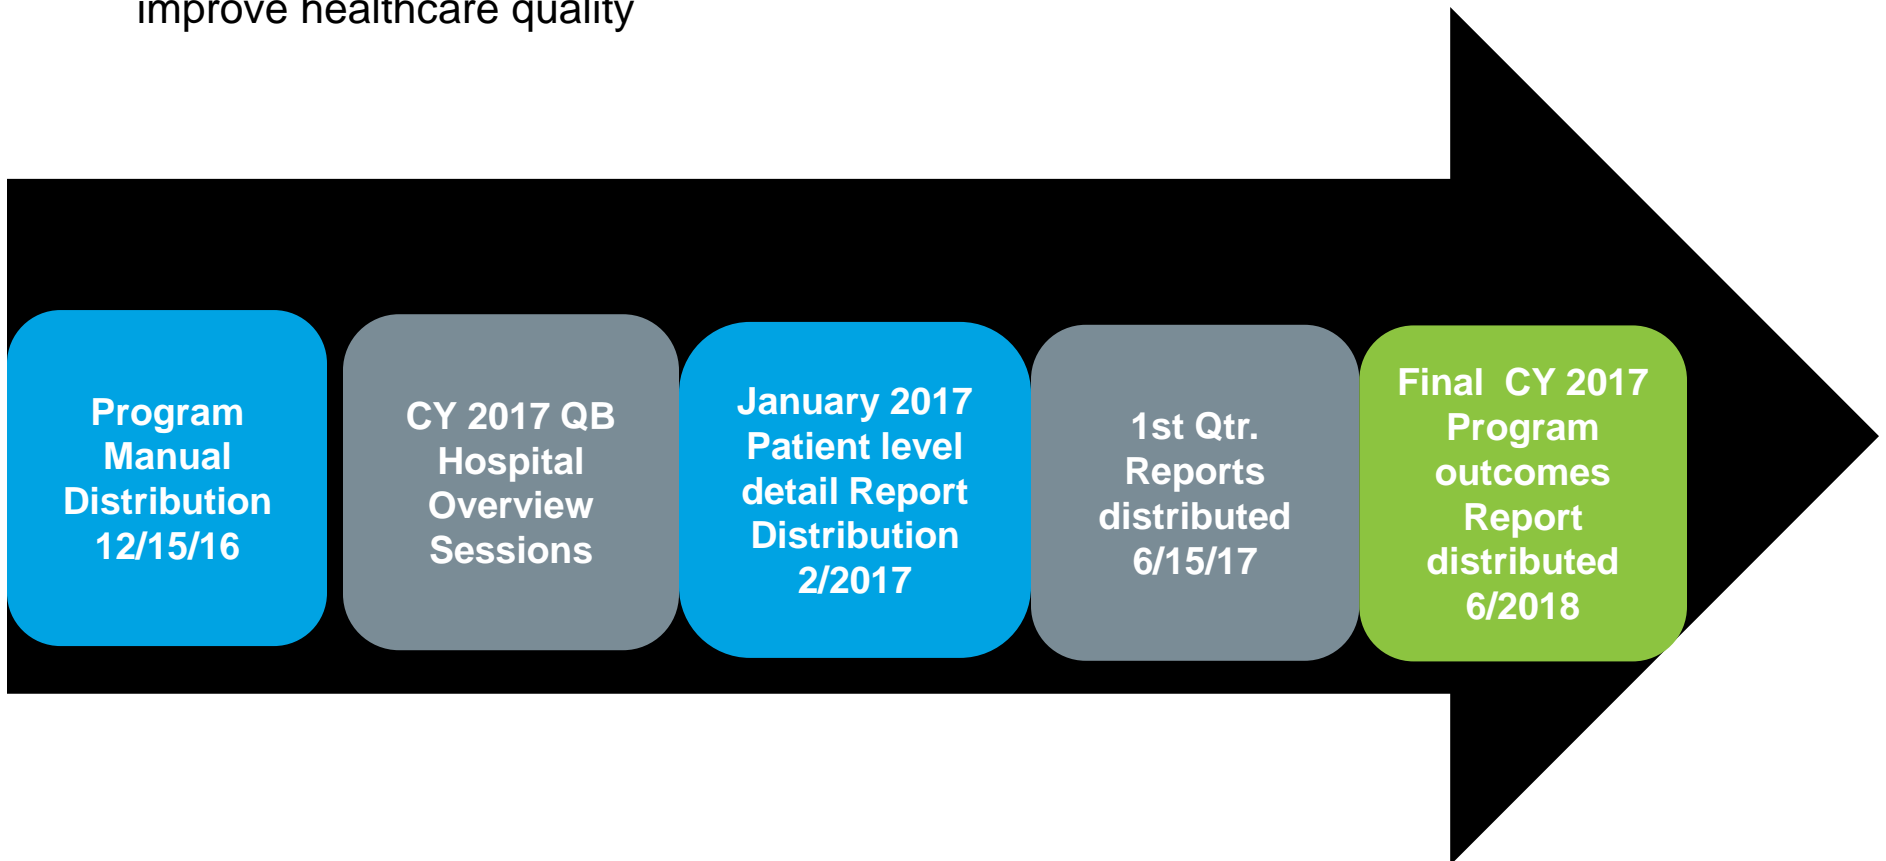 improve healthcare quality
Program
Manual
Distribution
12/15/16
CY 2017 QB
Hospital
Overview
Sessions
January 2017
Patient level
detail Report
Distribution
2/2017
1st Qtr.
Reports
distributed
6/15/17
Final  CY 2017
Program
outcomes
Report
distributed
6/2018